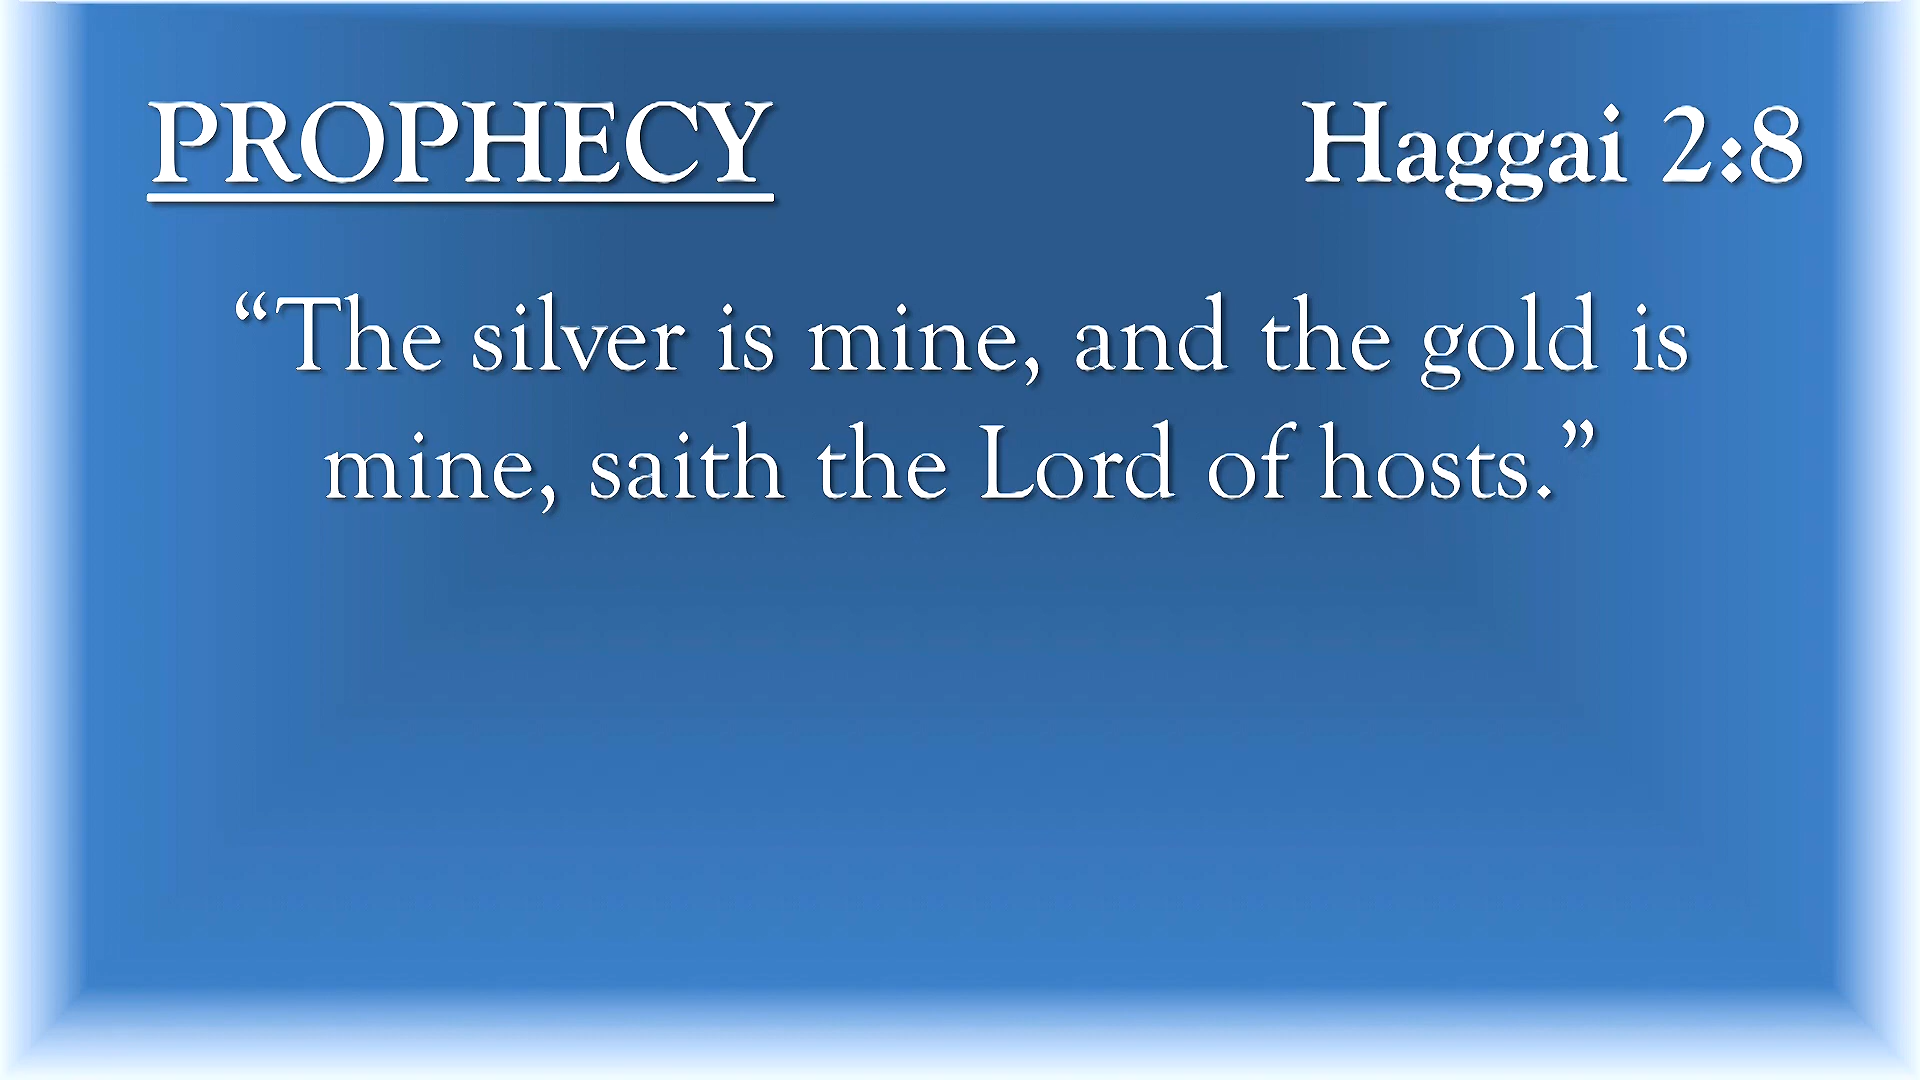 PROPHECY Haggai 2:8
“The silver is mine, and the gold is
mine, saith the Lord of hosts.”